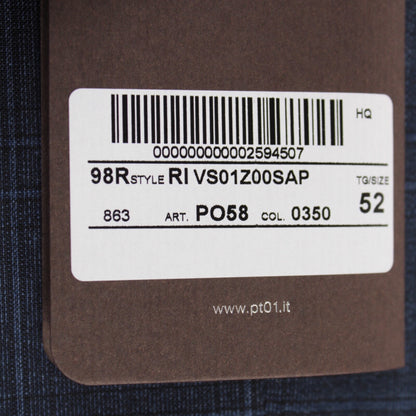 HQ
000000000002594507
98R STYLE RI VS01Z00SAP TG/SIZE
863 ART. PO58 COL. 0350 52
www.pt01.it